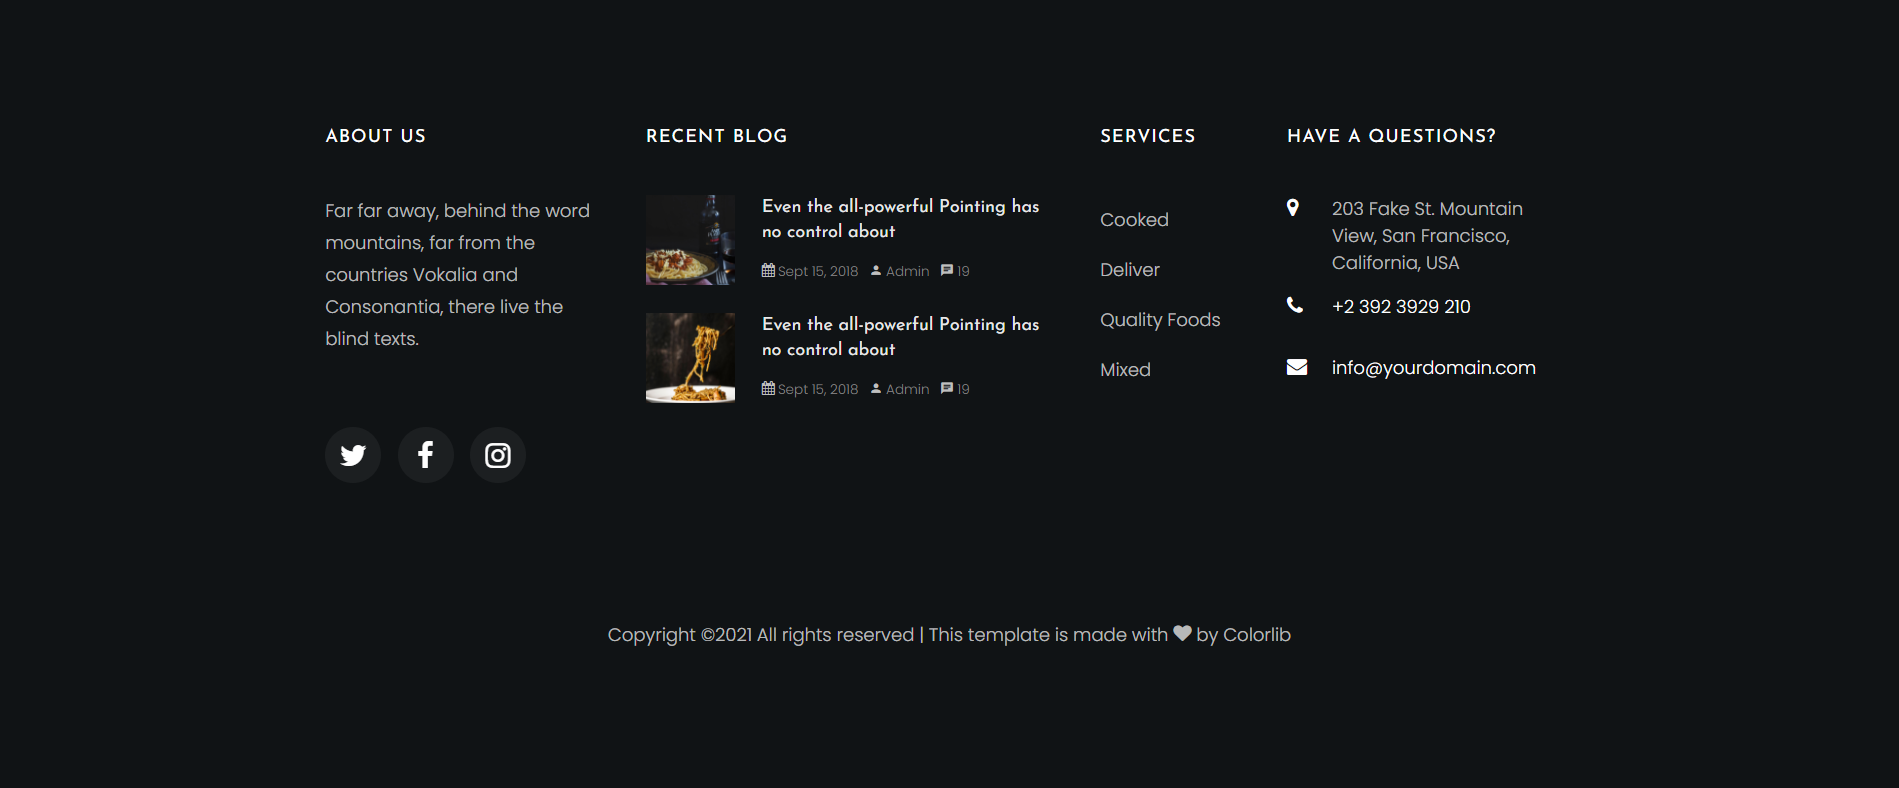 ABOUT US
Far far away, behind the word
mountains, far from the
countries Vokalia and
Consonantia, there live the
blind texts.
RECENT BLOG
Even the all-powerful Pointing has
no control about
Sept 15, 2018 Admin 19
Even the all-powerful Pointing has
no control about
Sept 15, 2018 Admin 19
SERVICES
Cooked
Deliver
Quality Foods
Mixed
HAVE A QUESTIONS?
203 Fake St. Mountain
View, San Francisco,
California, USA
+2 392 3929 210
info@yourdomain.com
Copyright ©2021 All rights reserved | This template is made with ♥ by Colorlib